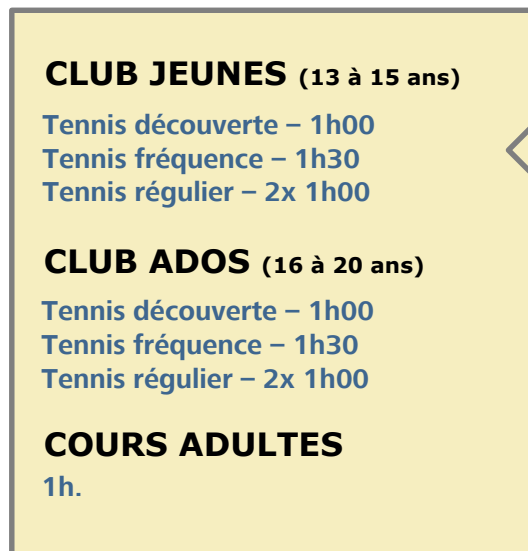 CLUB JEUNES (13 à 15 ans)
Tennis découverte – 1h00
Tennis fréquence – 1h30
Tennis régulier – 2x 1h00
CLUB ADOS (16 à 20 ans)
Tennis découverte – 1h00
Tennis fréquence – 1h30
Tennis régulier – 2x 1h00
COURS ADULTES
1h.